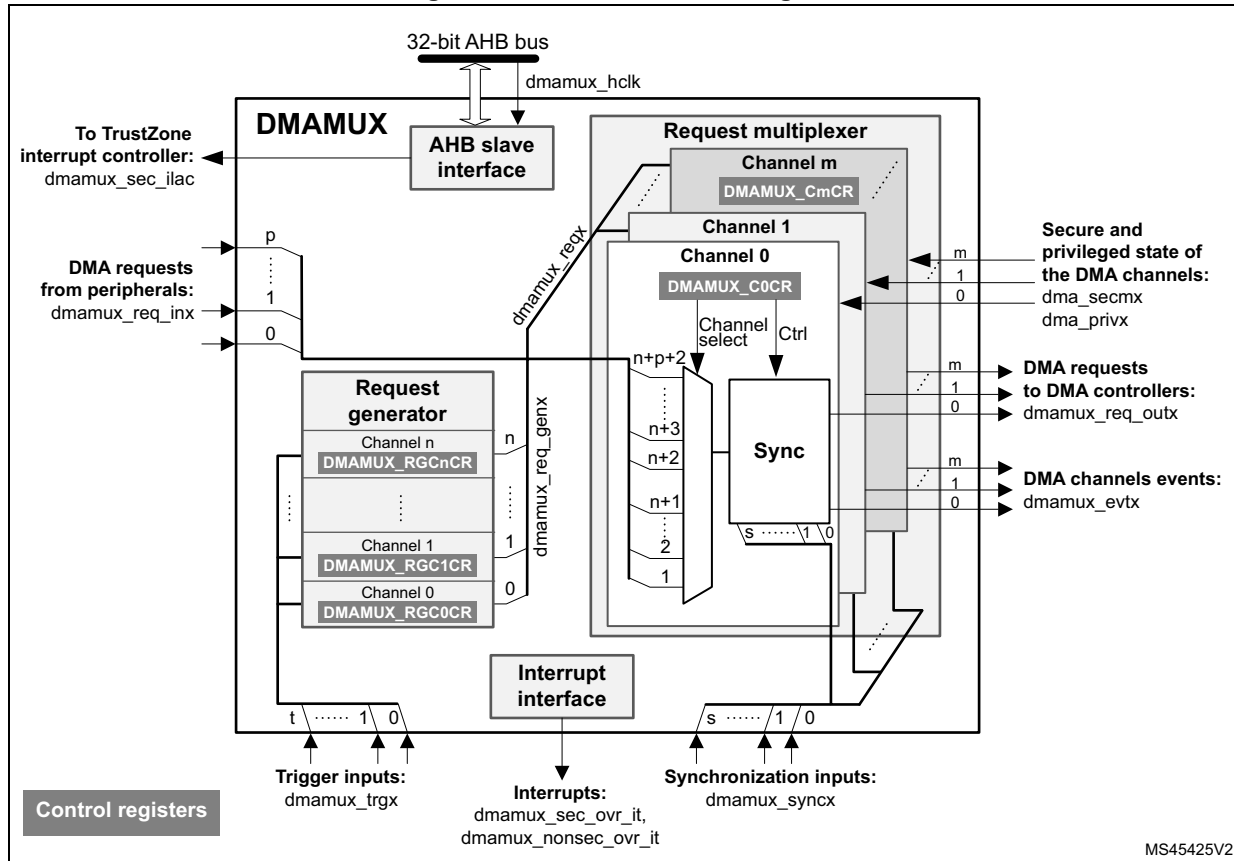 32-bit AHB bus
dmamux_hclk
DMAMUX
AHB slave
interface
To TrustZone
interrupt controller:
dmamux_sec_ilac
Request multiplexer
Channel m
DMAMUX_CmCR
Channel 1
Channel 0
DMAMUX_C0CR
Channel
select
Ctrl
n+p+2
n+3
n+2
n+1
2
1
Sync
s ...... 1 0
p
DMA requests
from peripherals:
dmamux_req_inx
1
0
dmamux_reqx
Request
generator
Channel n
DMAMUX_RGCnCR
n
Channel 1
DMAMUX_RGC1CR
1
Channel 0
DMAMUX_RGC0CR
0
dmamux_req_genx
Secure and
privileged state of
the DMA channels:
dma_secmx
dma_privx
m
1
0
DMA requests
to DMA controllers:
dmamux_req_outx
m
1
0
DMA channels events:
dmamux_evtx
m
1
0
Interrupt
interface
t ...... 1 0
s ...... 1 0
Trigger inputs:
dmamux_trgx
Interrupts:
dmamux_sec_ovr_it,
dmamux_nonsec_ovr_it
Synchronization inputs:
dmamux_syncx
Control registers
MS45425V2